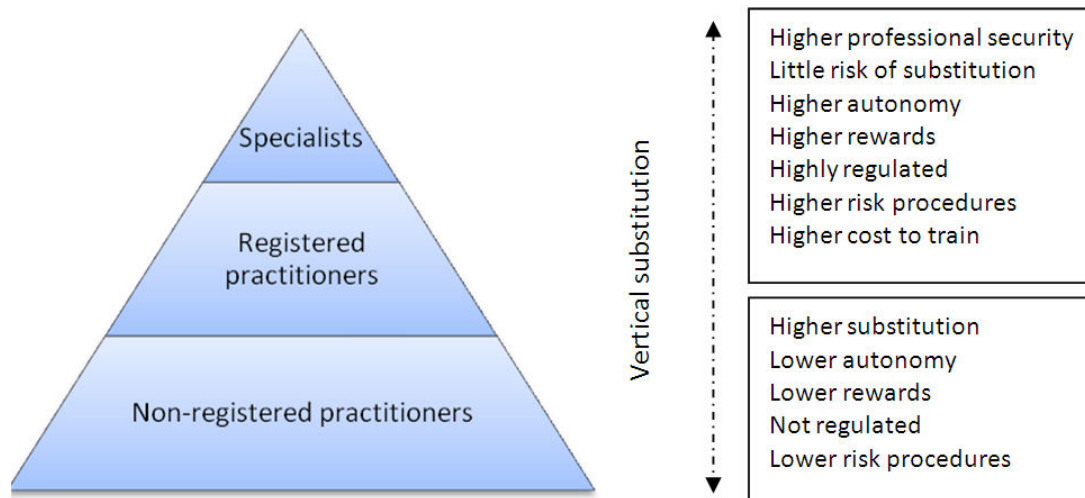 Specialists
Registered
practitioners
Non-registered practitioners
Vertical substitution
Higher professional security
Little risk of substitution
Higher autonomy
Higher rewards
Highly regulated
Higher risk procedures
Higher cost to train
Higher substitution
Lower autonomy
Lower rewards
Not regulated
Lower risk procedures